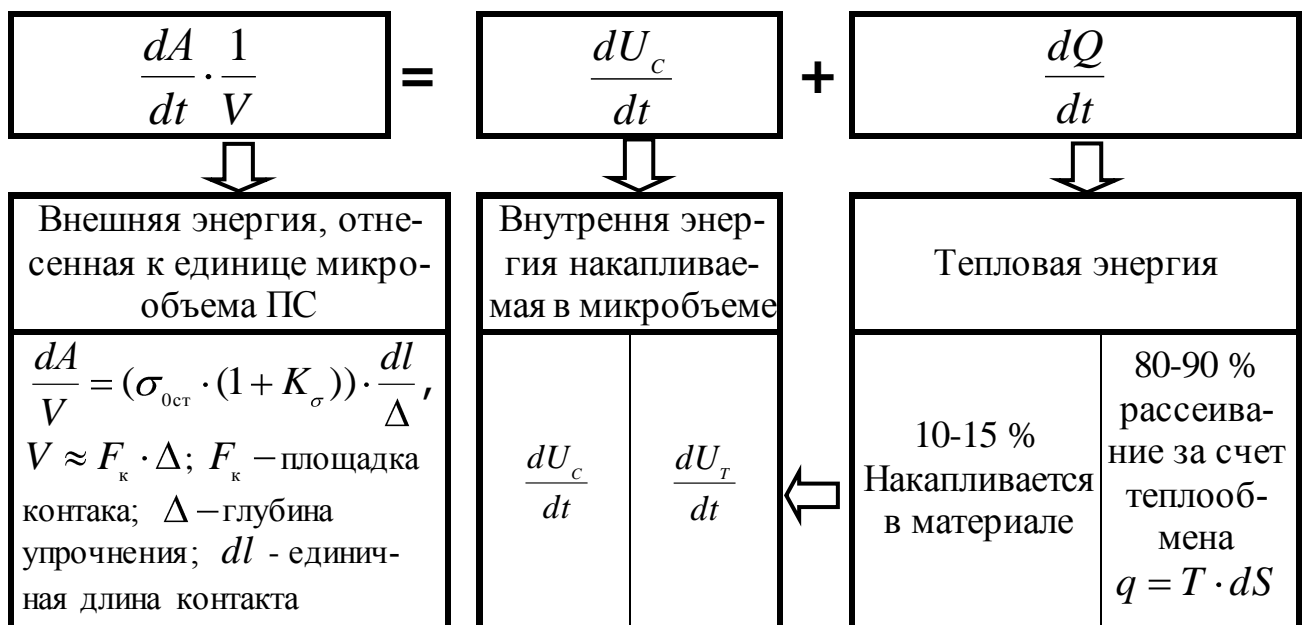 dA/dt · 1/V = dU_C/dt + dQ/dt
Внешняя энергия, отне-
сенная к единице микро-
объема ПС
dA/V = (σ_0ст · (1 + K_σ)) · dl/Δ,
V ≈ F_к · Δ; F_к – площадка
контака; Δ – глубина
упрочнения; dl - единич-
ная длина контакта
Внутрення энер-
гия накапливае-
мая в микробъеме
dU_C/dt
dU_T/dt
Тепловая энергия
10-15 %
Накапливается
в материале
80-90 %
рассеива-
ние за счет
теплооб-
мена
q = T · dS